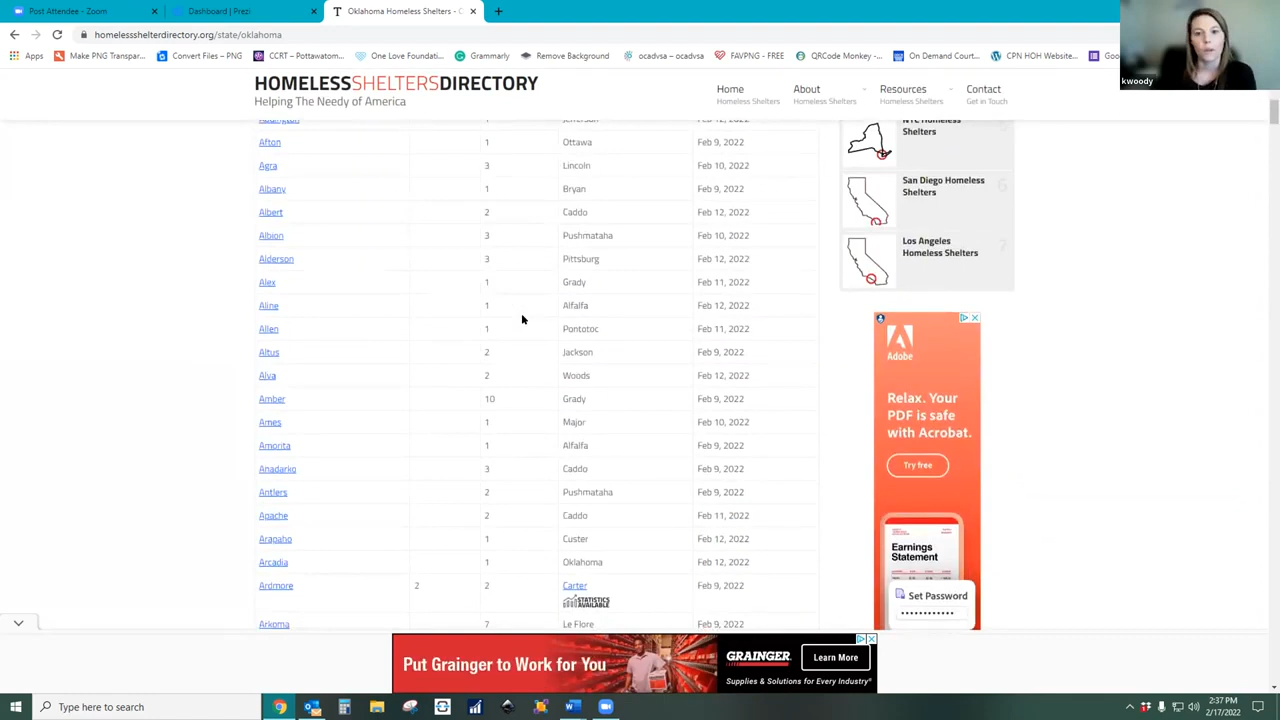 Post Attendee - Zoom
Dashboard | Prezi
Oklahoma Homeless Shelters - C
homelessshelterdirectory.org/state/oklahoma
Apps
Make PNG Transpar...
Convert Files – PNG
CCRT – Pottawatom...
One Love Foundati...
Grammarly
Remove Background
ocadvsa – ocadvsa
FAVPNG - FREE
QRCode Monkey -...
On Demand Court...
CPN HOH Website...
Goo
kwoody
HOMELESSSHELTERSDIRECTORY
Helping The Needy of America
Home
Homeless Shelters
About
Homeless Shelters
Resources
Homeless Shelters
Contact
Get in Touch
Addington 1 Jefferson Feb 12, 2022
Afton 1 Ottawa Feb 9, 2022
Agra 3 Lincoln Feb 10, 2022
Albany 1 Bryan Feb 9, 2022
Albert 2 Caddo Feb 12, 2022
Albion 3 Pushmataha Feb 10, 2022
Alderson 3 Pittsburg Feb 12, 2022
Alex 1 Grady Feb 11, 2022
Aline 1 Alfalfa Feb 12, 2022
Allen 1 Pontotoc Feb 11, 2022
Altus 2 Jackson Feb 9, 2022
Alva 2 Woods Feb 12, 2022
Amber 10 Grady Feb 9, 2022
Ames 1 Major Feb 10, 2022
Amorita 1 Alfalfa Feb 9, 2022
Anadarko 3 Caddo Feb 9, 2022
Antlers 2 Pushmataha Feb 9, 2022
Apache 2 Caddo Feb 11, 2022
Arapaho 1 Custer Feb 12, 2022
Arcadia 1 Oklahoma Feb 12, 2022
Ardmore 2 2 Carter Feb 9, 2022
STATISTICS
AVAILABLE
Arkoma 7 Le Flore Feb 9, 2022
NYC Homeless
Shelters
San Diego Homeless
Shelters
6
Los Angeles
Homeless Shelters
7
Adobe
Relax. Your
PDF is safe
with Acrobat.
Try free
Earnings
Statement
Set Password
Put Grainger to Work for You
GRAINGER
Supplies & Solutions for Every Industry®
Learn More
Type here to search
2:37 PM
2/17/2022